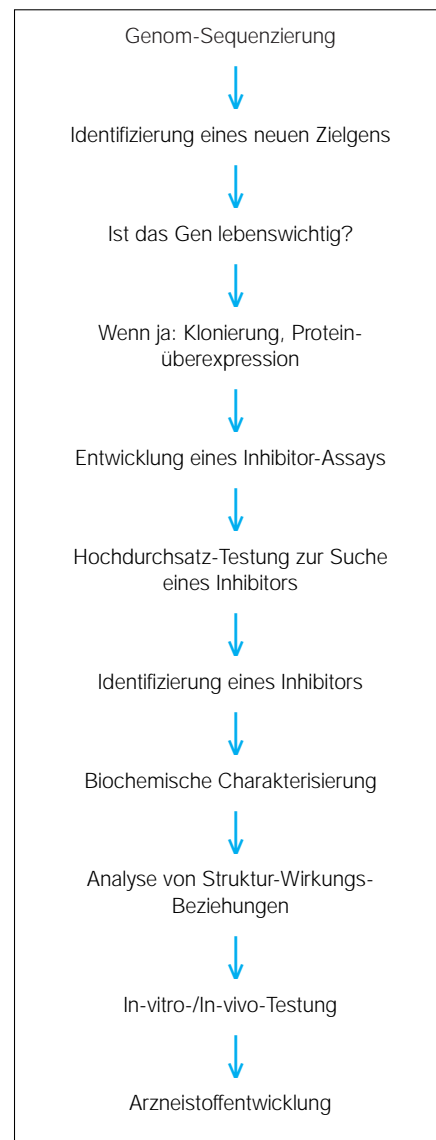 Genom-Sequenzierung
Identifizierung eines neuen Zielgens
Ist das Gen lebenswichtig?
Wenn ja: Klonierung, Protein-
überexpression
Entwicklung eines Inhibitor-Assays
Hochdurchsatz-Testung zur Suche
eines Inhibitors
Identifizierung eines Inhibitors
Biochemische Charakterisierung
Analyse von Struktur-Wirkungs-
Beziehungen
In-vitro-/In-vivo-Testung
Arzneistoffentwicklung